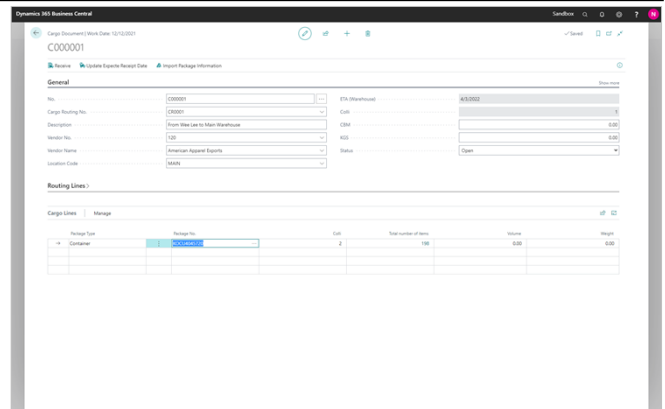 Dynamics 365 Business Central
Sandbox
?
N
Cargo Document | Work Date: 12/12/2021
Saved
C000001
Receive
Update Expecte Receipt Date
Import Package Information
General
Show more
No.
C000001
Cargo Routing No.
CR0001
Description
From Wee Lee to Main Warehouse
Vendor No.
120
Vendor Name
American Apparel Exports
Location Code
MAIN
ETA (Warehouse)
4/3/2022
Colli
1
CBM
0.00
KGS
0.00
Status
Open
Routing Lines
Cargo Lines
Manage
Package Type
Package No.
Colli
Total number of items
Volume
Weight
Container
2
0.00
0.00